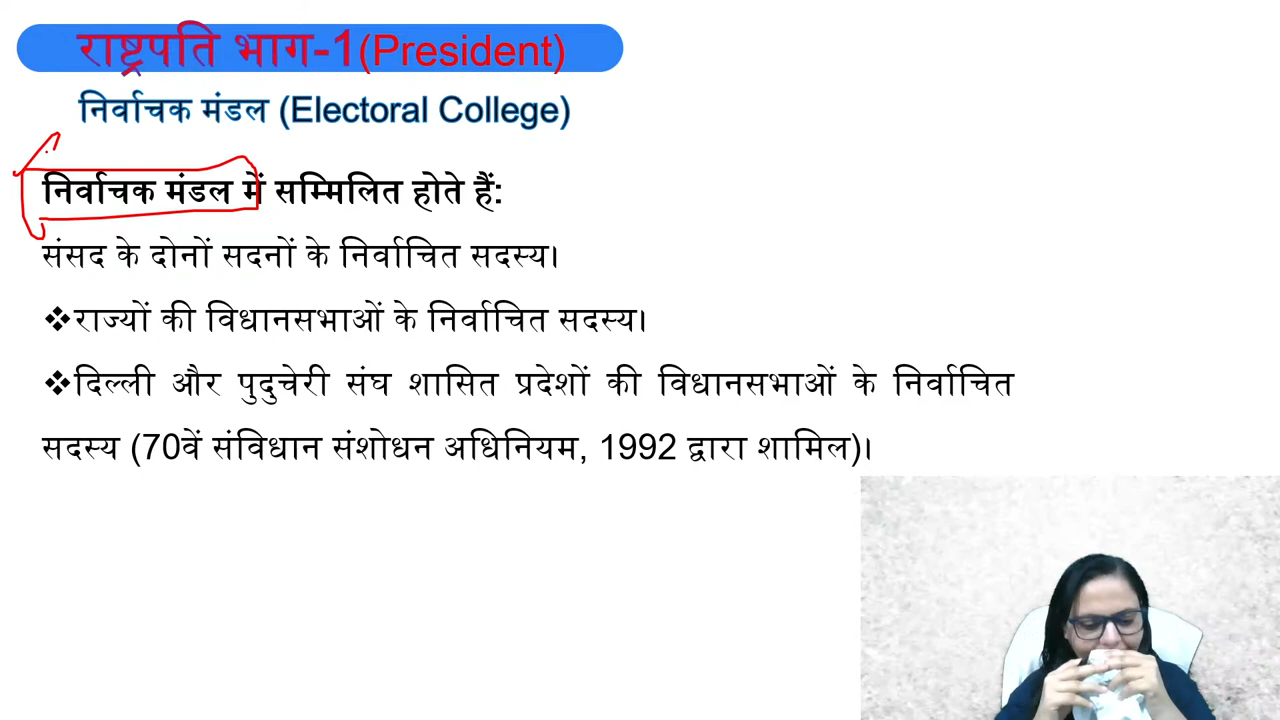 राष्ट्रपति भाग-1(President)
निर्वाचक मंडल (Electoral College)
निर्वाचक मंडल में सम्मिलित होते हैं:
संसद के दोनों सदनों के निर्वाचित सदस्य।
❖राज्यों की विधानसभाओं के निर्वाचित सदस्य।
❖दिल्ली और पुदुचेरी संघ शासित प्रदेशों की विधानसभाओं के निर्वाचित
सदस्य (70वें संविधान संशोधन अधिनियम, 1992 द्वारा शामिल)।